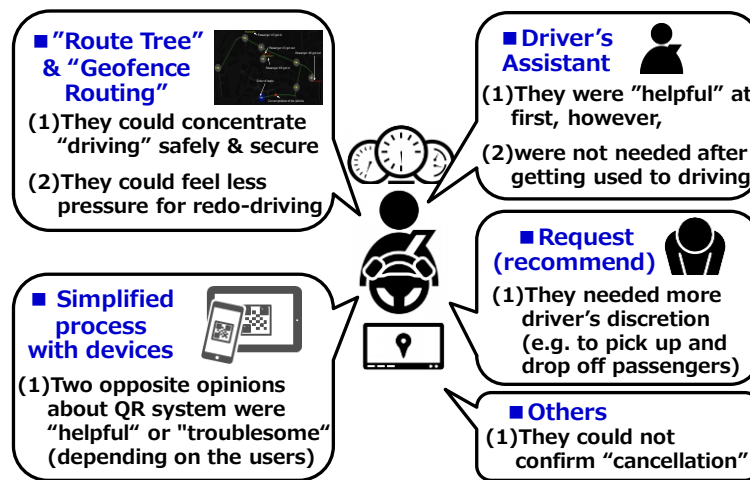 ■"Route Tree"
& "Geofence
Routing"
(1)They could concentrate
"driving" safely & secure
(2)They could feel less
pressure for redo-driving
■Driver's
Assistant
(1)They were "helpful" at
first, however,
(2)were not needed after
getting used to driving
■ Simplified
process
with devices
(1)Two opposite opinions
about QR system were
"helpful" or "troublesome"
(depending on the users)
■Request
(recommend)
(1)They needed more
driver's discretion
(e.g. to pick up and
drop off passengers)
■Others
(1)They could not
confirm "cancellation"